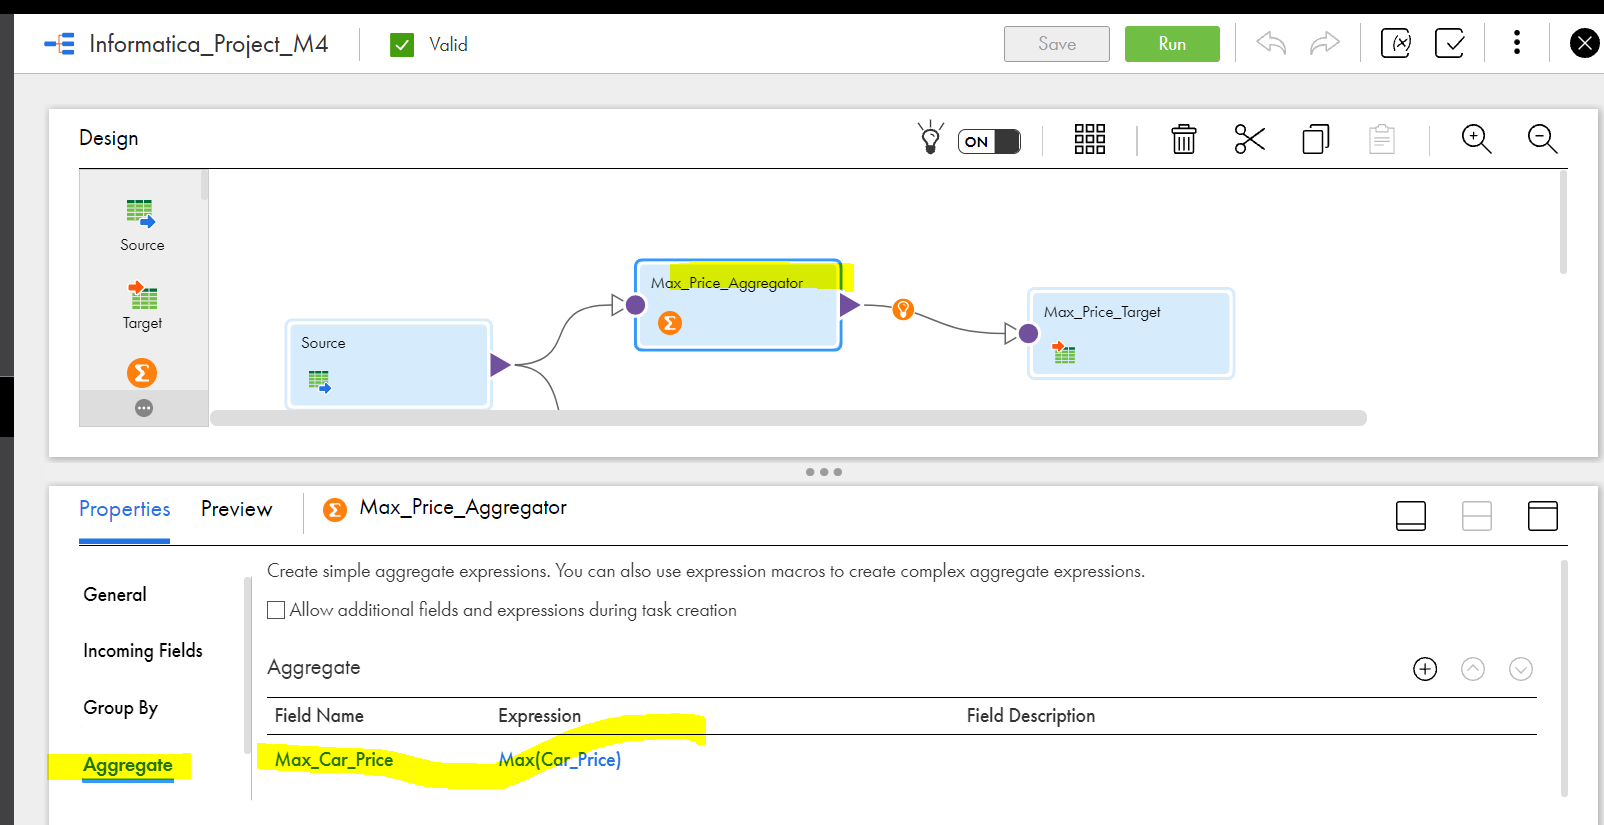 Informatica_Project_M4
Valid
Save
Run
Design
ON
Source
Target
Source
Max_Price_Aggregator
Max_Price_Target
Properties
Preview
Max_Price_Aggregator
General
Incoming Fields
Group By
Aggregate
Create simple aggregate expressions. You can also use expression macros to create complex aggregate expressions.
Allow additional fields and expressions during task creation
Aggregate
Field Name Expression Field Description
Max_Car_Price Max(Car_Price)